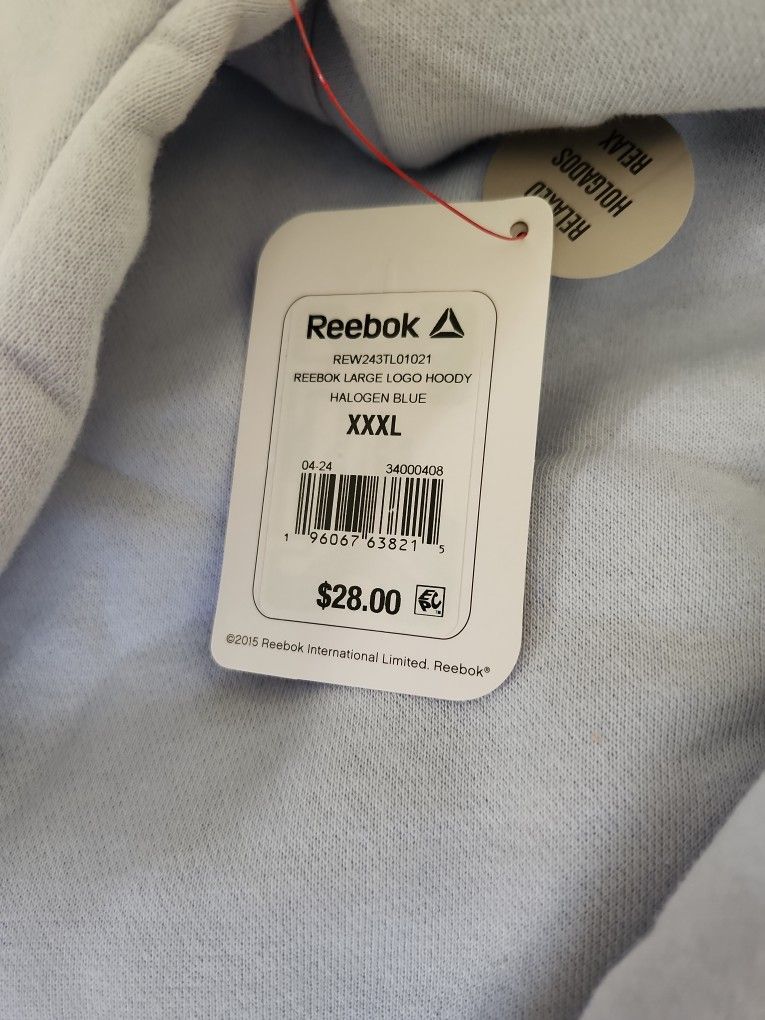 RELAXED
HOLGADOS
RELAX
Reebok
REW243TL01021
REEBOK LARGE LOGO HOODY
HALOGEN BLUE
XXXL
04-24 34000408
1 96067 63821 5
$28.00
©2015 Reebok International Limited. Reebok®